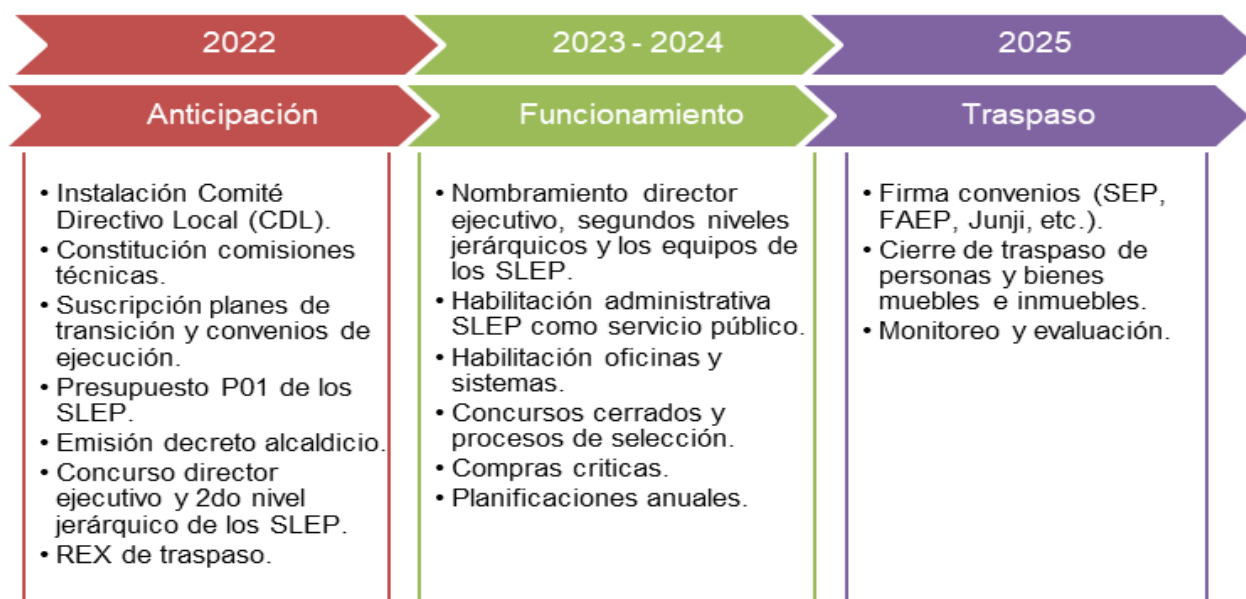 2022
2023 - 2024
2025
Anticipación
Funcionamiento
Traspaso
• Instalación Comité
Directivo Local (CDL).
• Constitución comisiones
técnicas.
• Suscripción planes de
transición y convenios de
ejecución.
• Presupuesto P01 de los
SLEP.
• Emisión decreto alcaldicio.
• Concurso director
ejecutivo y 2do nivel
jerárquico de los SLEP.
• REX de traspaso.
• Nombramiento director
ejecutivo, segundos niveles
jerárquicos y los equipos de
los SLEP.
• Habilitación administrativa
SLEP como servicio público.
• Habilitación oficinas y
sistemas.
• Concursos cerrados y
procesos de selección.
• Compras criticas.
• Planificaciones anuales.
• Firma convenios (SEP,
FAEP, Junji, etc.).
• Cierre de traspaso de
personas y bienes
muebles e inmuebles.
• Monitoreo y evaluación.